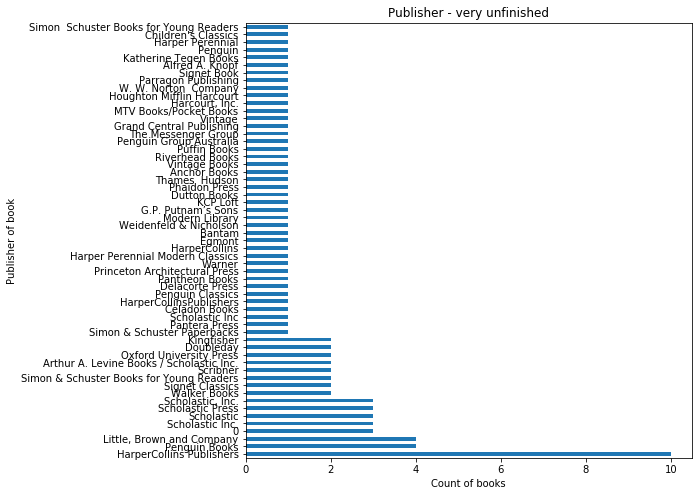 Publisher - very unfinished
Publisher of book
Simon  Schuster Books for Young Readers
Children's Classics
Harper Perennial
Penguin
Katherine Tegen Books
Alfred A. Knopf
Signet Book
Parragon Publishing
W. W. Norton  Company
Houghton Mifflin Harcourt
Harcourt, Inc.
MTV Books/Pocket Books
Vintage
Grand Central Publishing
The Messenger Group
Penguin Group Australia
Puffin Books
Riverhead Books
Vintage Books
Anchor Books
Thames  Hudson
Phaidon Press
Dutton Books
KCP Loft
G.P. Putnam's Sons
Modern Library
Weidenfeld & Nicholson
Bantam
Egmont
HarperCollins
Harper Perennial Modern Classics
Warner
Princeton Architectural Press
Pantheon Books
Delacorte Press
Penguin Classics
HarperCollinsPublishers
Celadon Books
Scholastic Inc
Pantera Press
Simon & Schuster Paperbacks
Kingfisher
Doubleday
Oxford University Press
Arthur A. Levine Books / Scholastic Inc.
Scribner
Simon & Schuster Books for Young Readers
Signet Classics
Walker Books
Scholastic, Inc.
Scholastic Press
Scholastic
Scholastic Inc.
0
Little, Brown and Company
Penguin Books
HarperCollins Publishers
0 2 4 6 8 10
Count of books